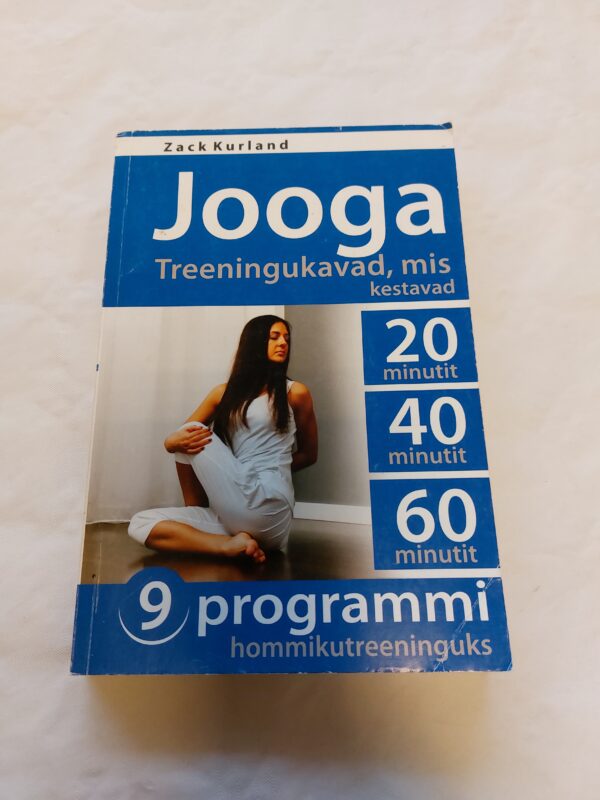 Zack Kurland
Jooga
Treeningukavad, mis
kestavad
20
minutit
40
minutit
60
minutit
9 programmi
hommikutreeninguks